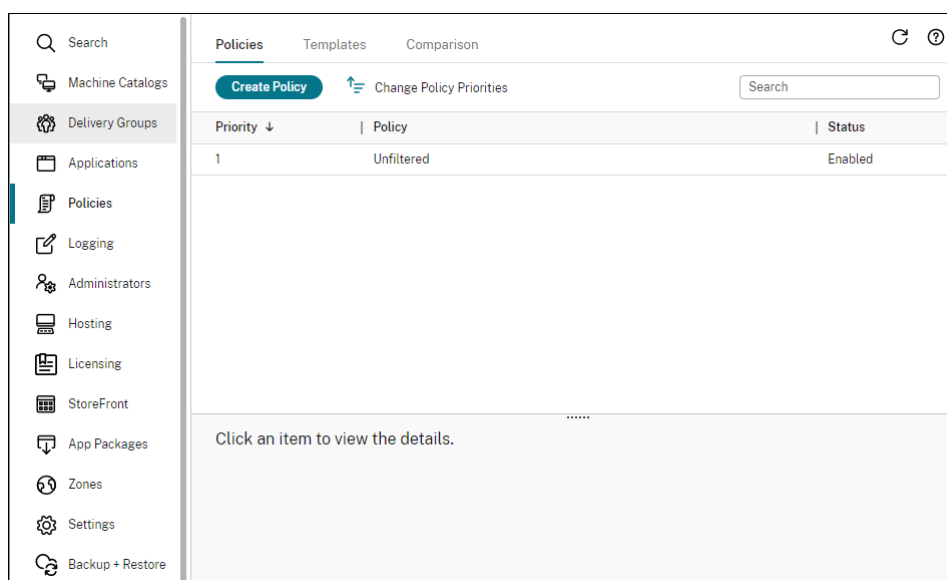 Search
Machine Catalogs
Delivery Groups
Applications
Policies
Logging
Administrators
Hosting
Licensing
StoreFront
App Packages
Zones
Settings
Backup + Restore
Policies Templates Comparison
Create Policy Change Policy Priorities Search
Priority ↓ | Policy | Status
1 Unfiltered Enabled
Click an item to view the details.